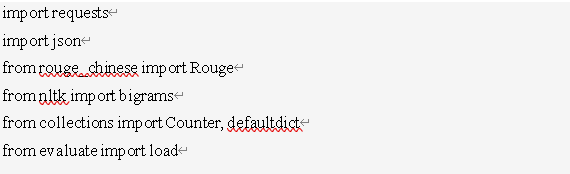 import requests
import json
from rouge_chinese import Rouge
from nltk import bigrams
from collections import Counter, defaultdict
from evaluate import load